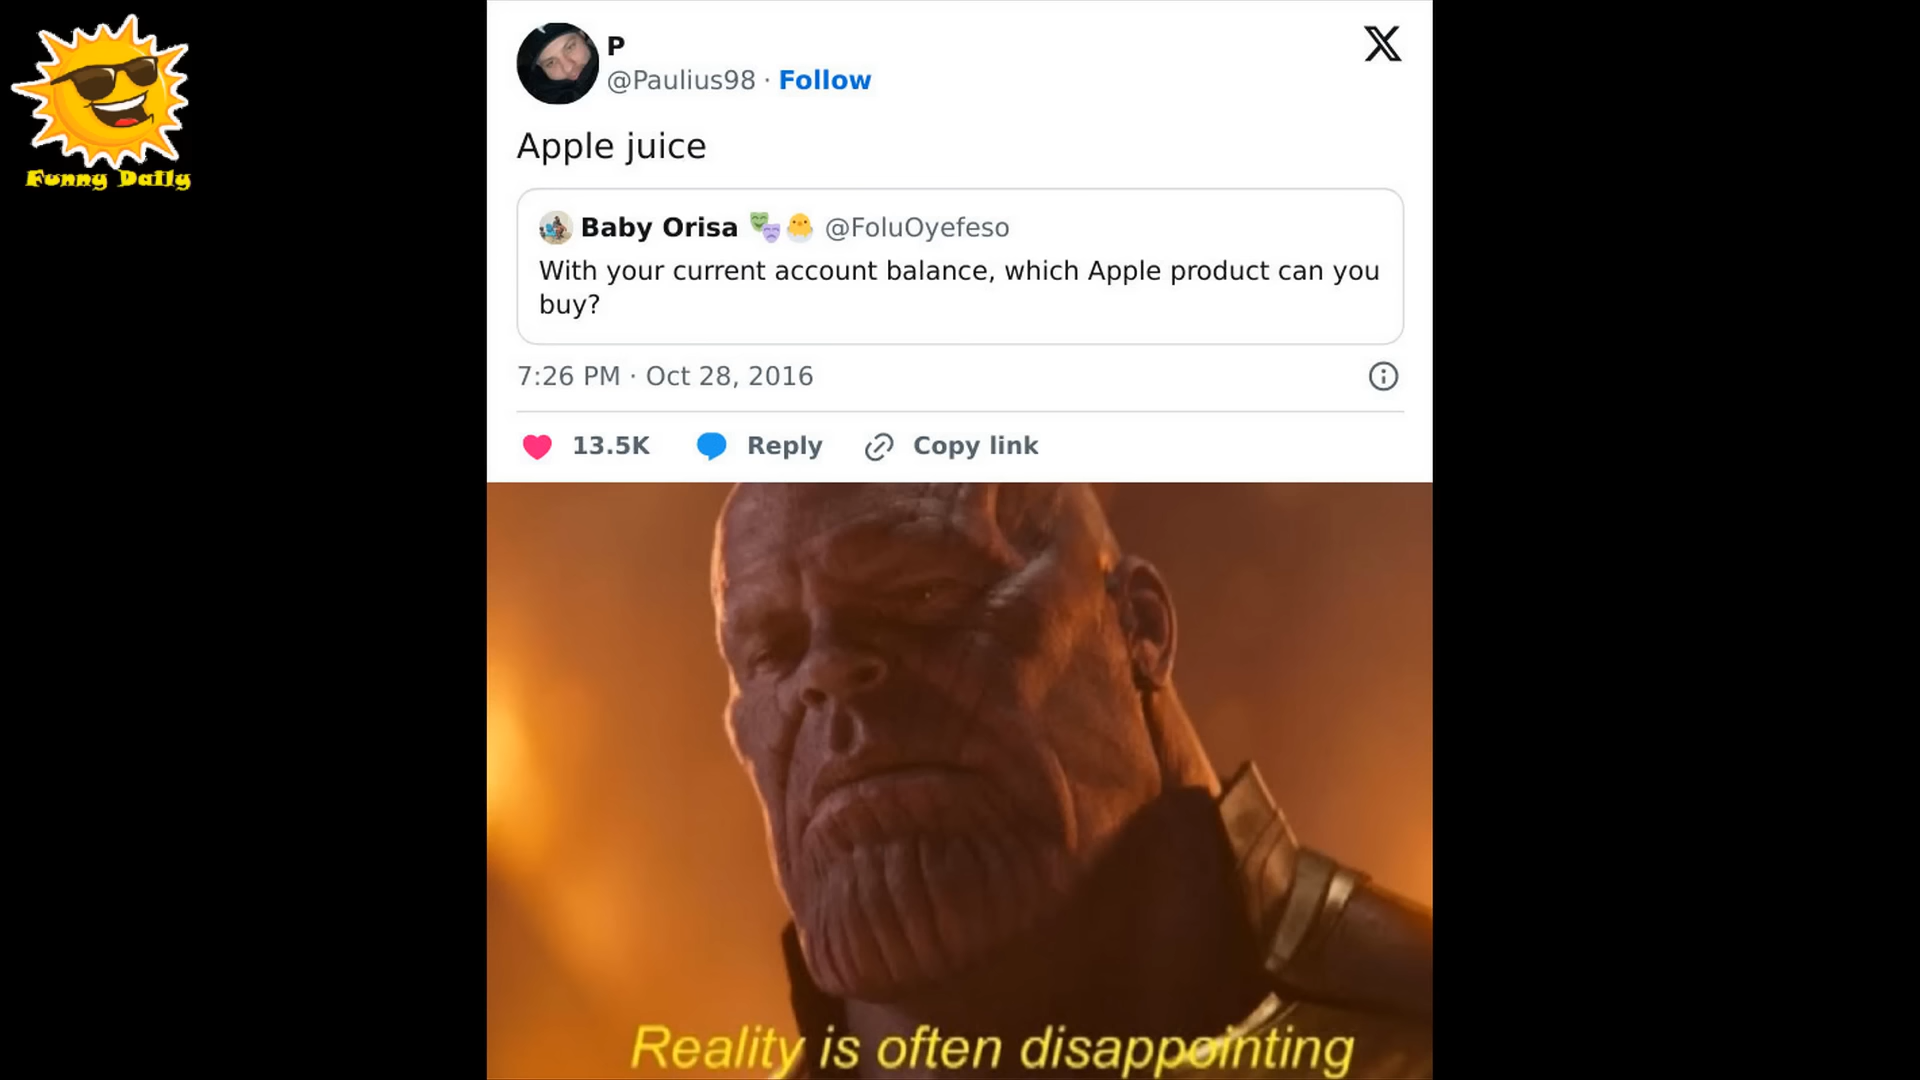 Funny Daily
P
@Paulius98 · Follow
Apple juice
Baby Orisa 🎭🐣 @FoluOyefeso
With your current account balance, which Apple product can you
buy?
7:26 PM · Oct 28, 2016
13.5K Reply Copy link
Reality is often disappointing